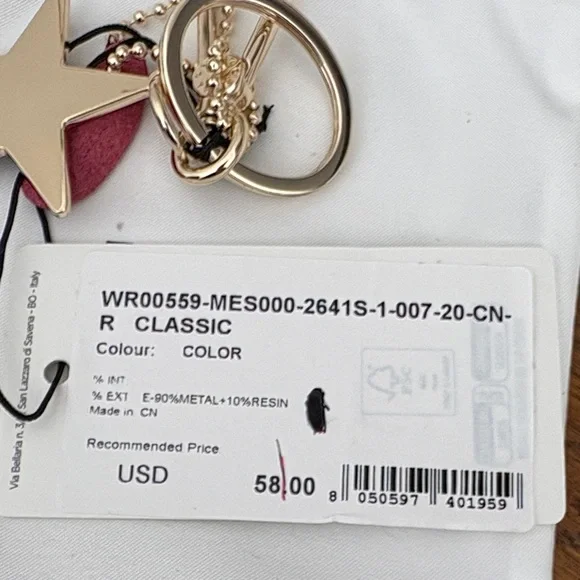 WR00559-MES000-2641S-1-007-20-CN-
R CLASSIC
Colour: COLOR
% INT
% EXT E-90%METAL+10%RESIN
Made in CN
Recommended Price
USD 58.00
8 050597 401959
Via Bellaria n. 3, San Lazzaro di Savena - BO - Italy